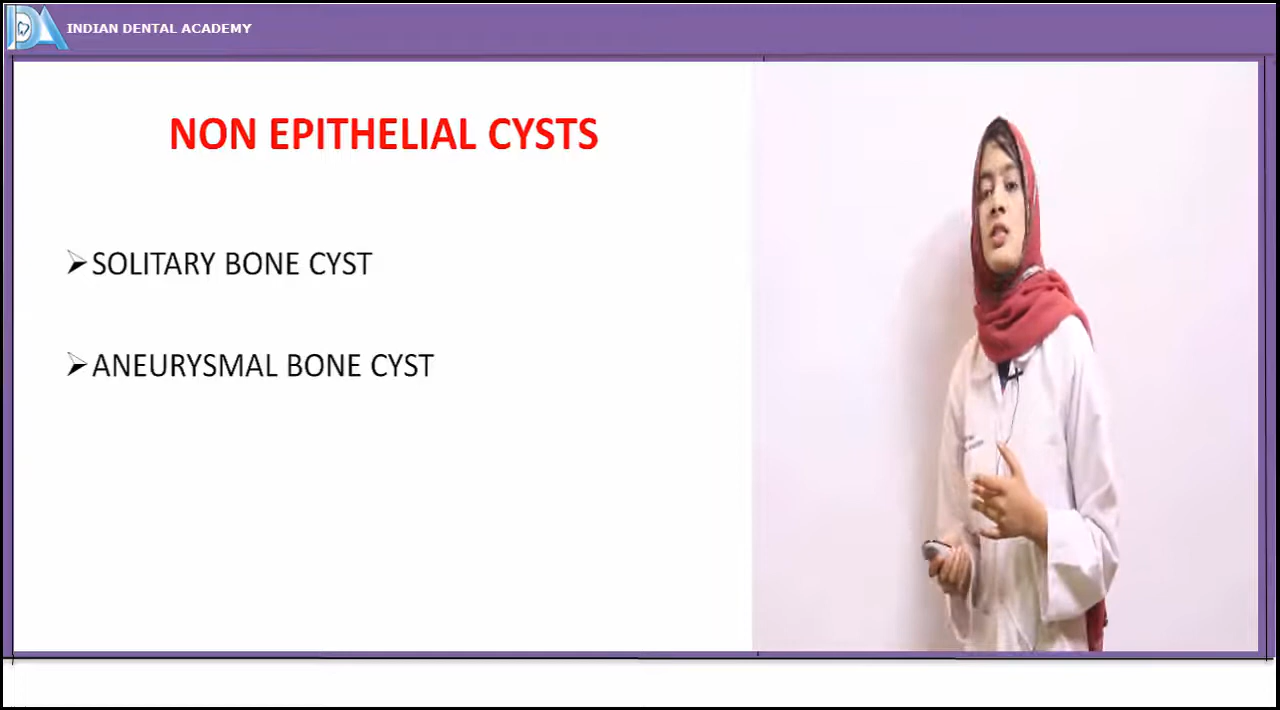 INDIAN DENTAL ACADEMY
NON EPITHELIAL CYSTS
➢SOLITARY BONE CYST
➢ANEURYSMAL BONE CYST